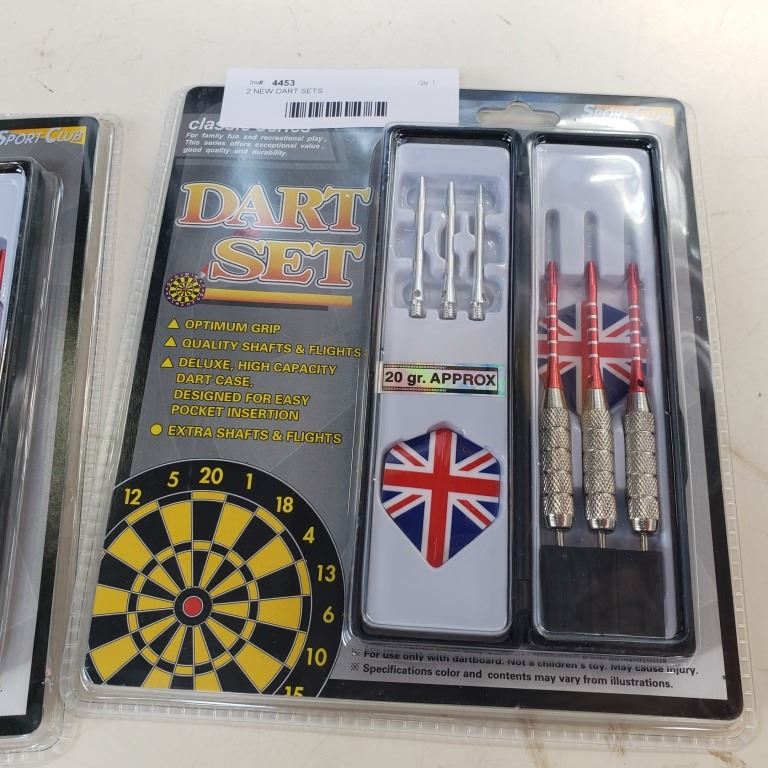 Inv# 4453 Qty 1
2 NEW DART SETS
SPORT CLUB
SPORT CLUB
classic series
For family fun and recreational play,
This series offers exceptional value,
good quality and durability.
DART
SET
▲ OPTIMUM GRIP
▲ QUALITY SHAFTS & FLIGHTS
▲ DELUXE, HIGH CAPACITY
DART CASE,
DESIGNED FOR EASY
POCKET INSERTION
● EXTRA SHAFTS & FLIGHTS
20 gr. APPROX
12 5 20 1 18 4 13 6 10 15
※ For use only with dartboard. Not a children's toy. May cause injury.
※ Specifications color and contents may vary from illustrations.